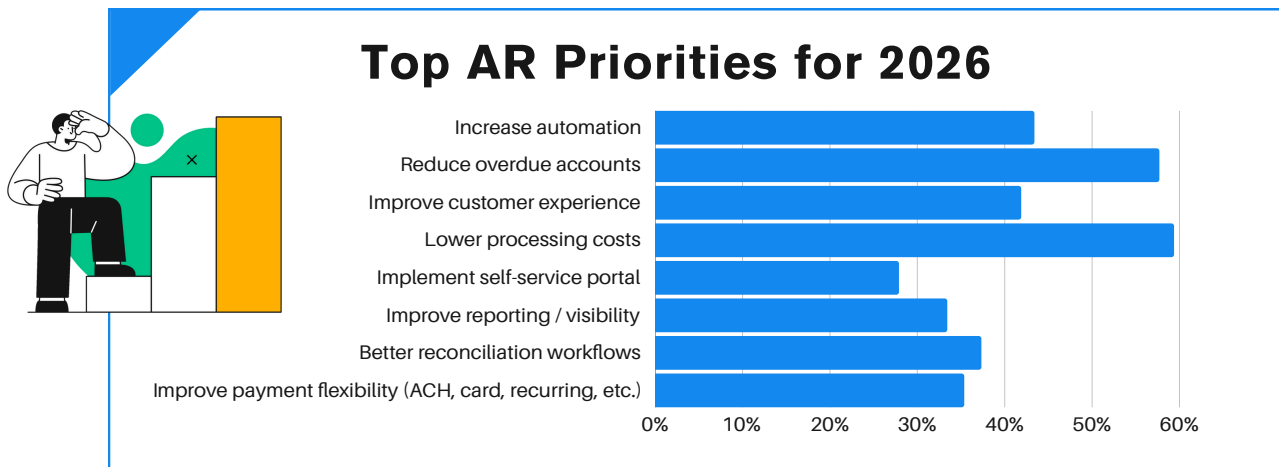 Top AR Priorities for 2026
Increase automation
Reduce overdue accounts
Improve customer experience
Lower processing costs
Implement self-service portal
Improve reporting / visibility
Better reconciliation workflows
Improve payment flexibility (ACH, card, recurring, etc.)
0% 10% 20% 30% 40% 50% 60%